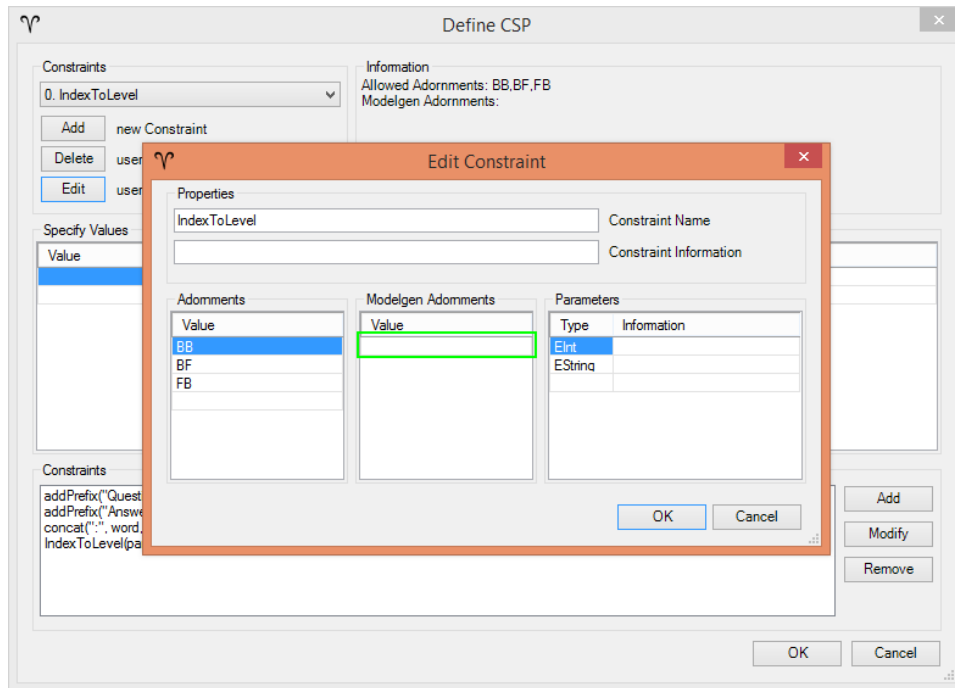 Define CSP
Constraints
0. IndexToLevel
Add new Constraint
Delete user
Edit user
Information
Allowed Adornments: BB,BF,FB
Modelgen Adornments:
Specify Values
Value
Edit Constraint
Properties
IndexToLevel Constraint Name
Constraint Information
Adornments
Value
BB
BF
FB
Modelgen Adornments
Value
Parameters
Type Information
EInt
EString
OK Cancel
Constraints
addPrefix("Quest
addPrefix("Answe
concat(":", word,
IndexToLevel(pa
Add
Modify
Remove
OK Cancel